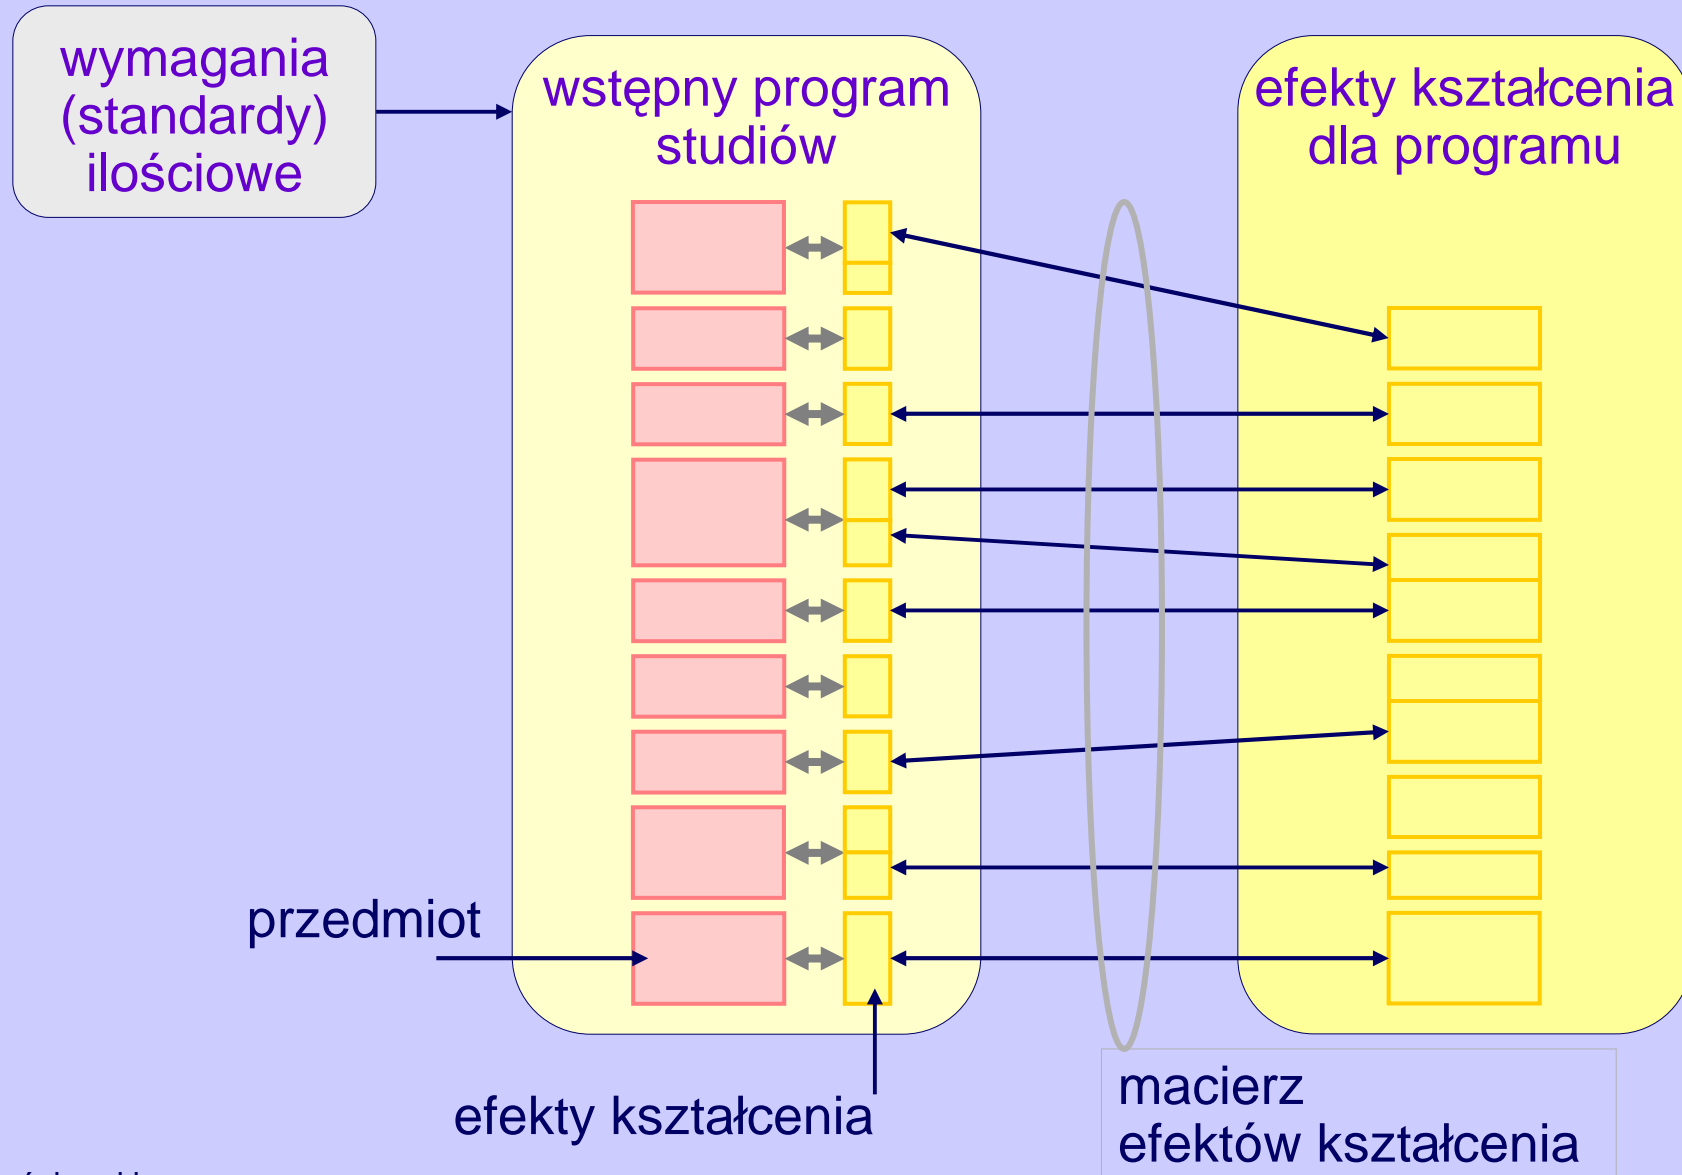 wymagania
(standardy)
ilościowe
wstępny program
studiów
efekty kształcenia
dla programu
przedmiot
efekty kształcenia
macierz
efektów kształcenia